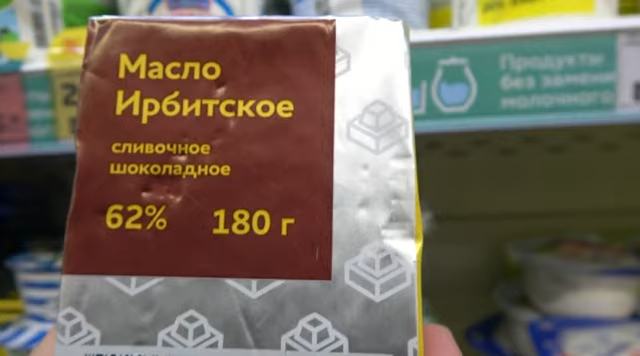 Масло
Ирбитское
сливочное
шоколадное
62% 180 г
Продукты
без замени
молочного